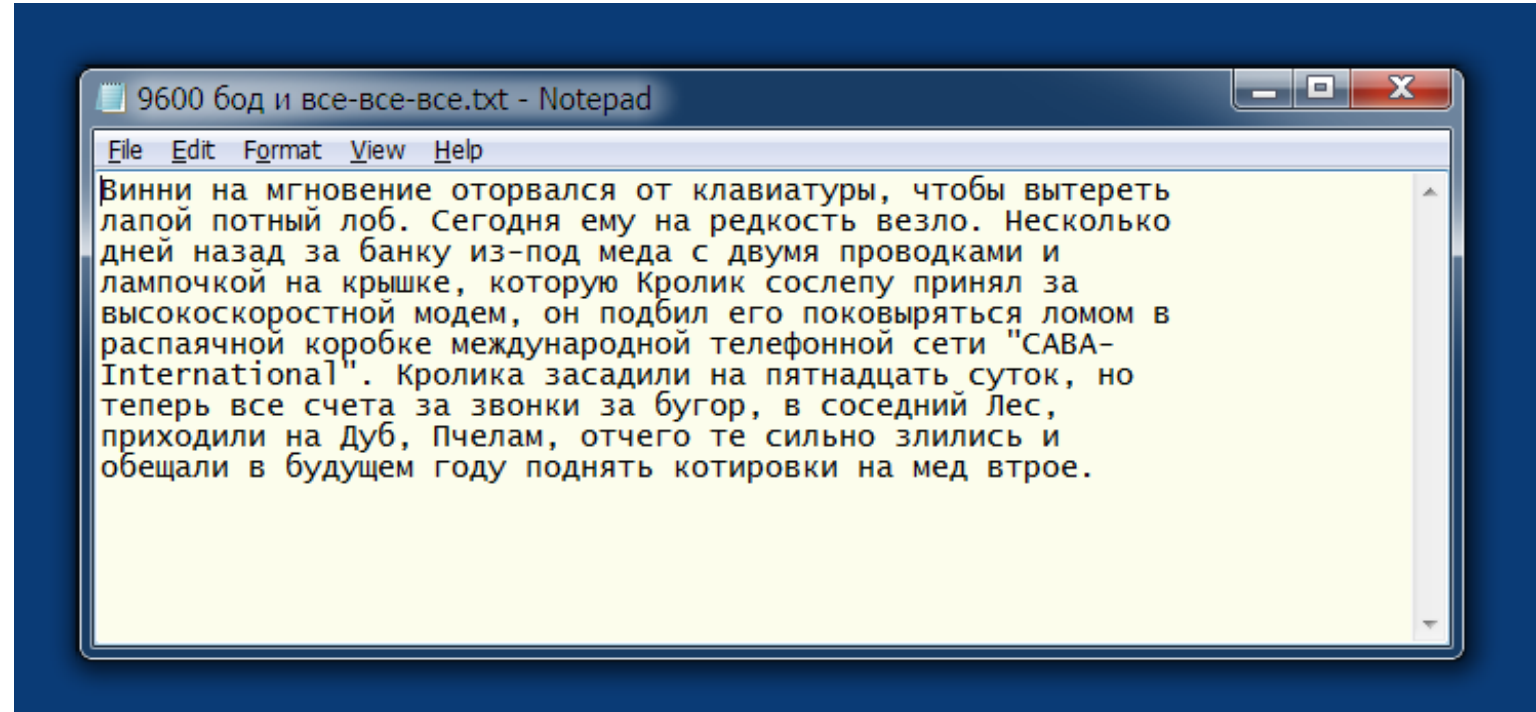 9600 бод и все-все-все.txt - Notepad
File Edit Format View Help
Винни на мгновение оторвался от клавиатуры, чтобы вытереть
лапой потный лоб. Сегодня ему на редкость везло. Несколько
дней назад за банку из-под меда с двумя проводками и
лампочкой на крышке, которую Кролик сослепу принял за
высокоскоростной модем, он подбил его поковыряться ломом в
распаячной коробке международной телефонной сети "САВА-
International". Кролика засадили на пятнадцать суток, но
теперь все счета за звонки за бугор, в соседний Лес,
приходили на Дуб, Пчелам, отчего те сильно злились и
обещали в будущем году поднять котировки на мед втрое.